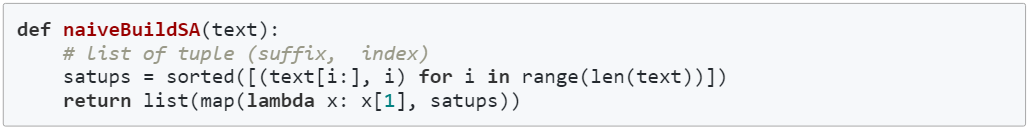 def naiveBuildSA(text):
    # list of tuple (suffix, index)
    satups = sorted([(text[i:], i) for i in range(len(text))])
    return list(map(lambda x: x[1], satups))